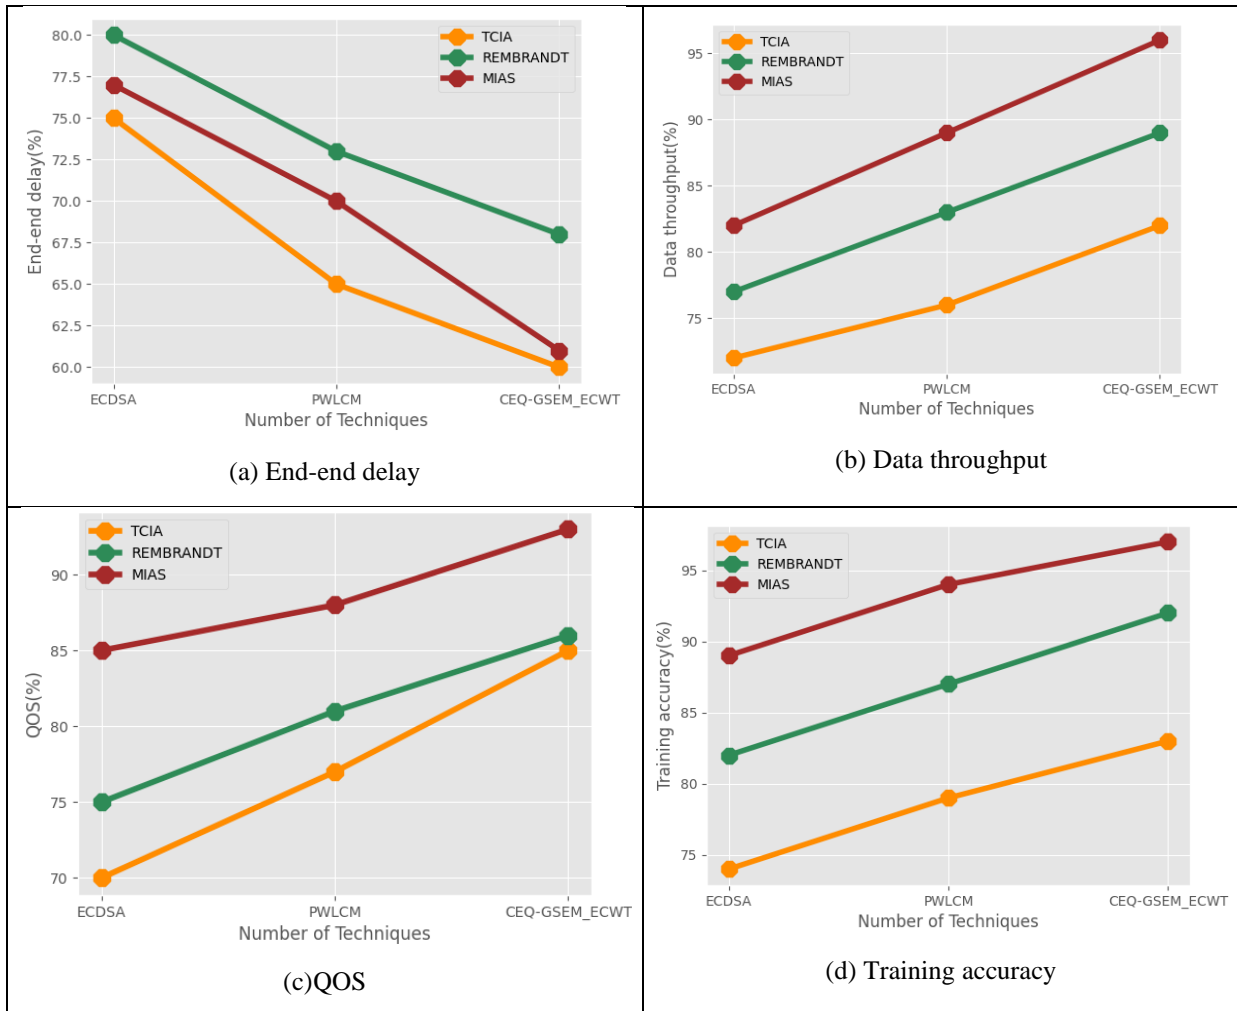 80.0
77.5
75.0
72.5
70.0
67.5
65.0
62.5
60.0
End-end delay(%)
TCIA
REMBRANDT
MIAS
ECDSA PWLCM CEQ-GSEM_ECWT
Number of Techniques
(a) End-end delay
95
90
85
80
75
Data throughput(%)
TCIA
REMBRANDT
MIAS
ECDSA PWLCM CEQ-GSEM_ECWT
Number of Techniques
(b) Data throughput
90
85
80
75
70
QOS(%)
TCIA
REMBRANDT
MIAS
ECDSA PWLCM CEQ-GSEM_ECWT
Number of Techniques
(c)QOS
95
90
85
80
75
Training accuracy(%)
TCIA
REMBRANDT
MIAS
ECDSA PWLCM CEQ-GSEM_ECWT
Number of Techniques
(d) Training accuracy